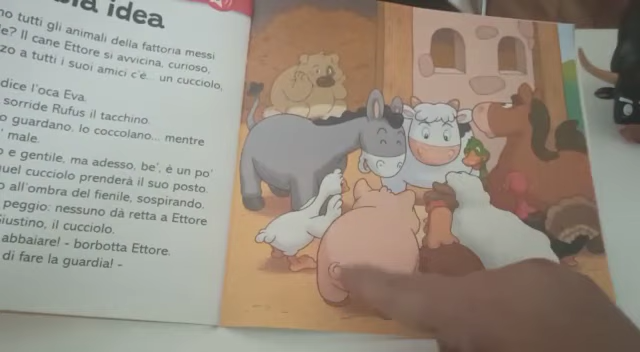 idea
no tutti gli animali della fattoria messi
e? Il cane Ettore si avvicina, curioso,
zo a tutti i suoi amici c'è... un cucciolo,
dice l'oca Eva.
sorride Rufus il tacchino.
o guardano, lo coccolano... mentre
' male.
o e gentile, ma adesso, be', è un po'
uel cucciolo prenderà il suo posto.
o all'ombra del fienile, sospirando.
peggio: nessuno dà retta a Ettore
Giustino, il cucciolo.
abbaiare! - borbotta Ettore.
di fare la guardia! -